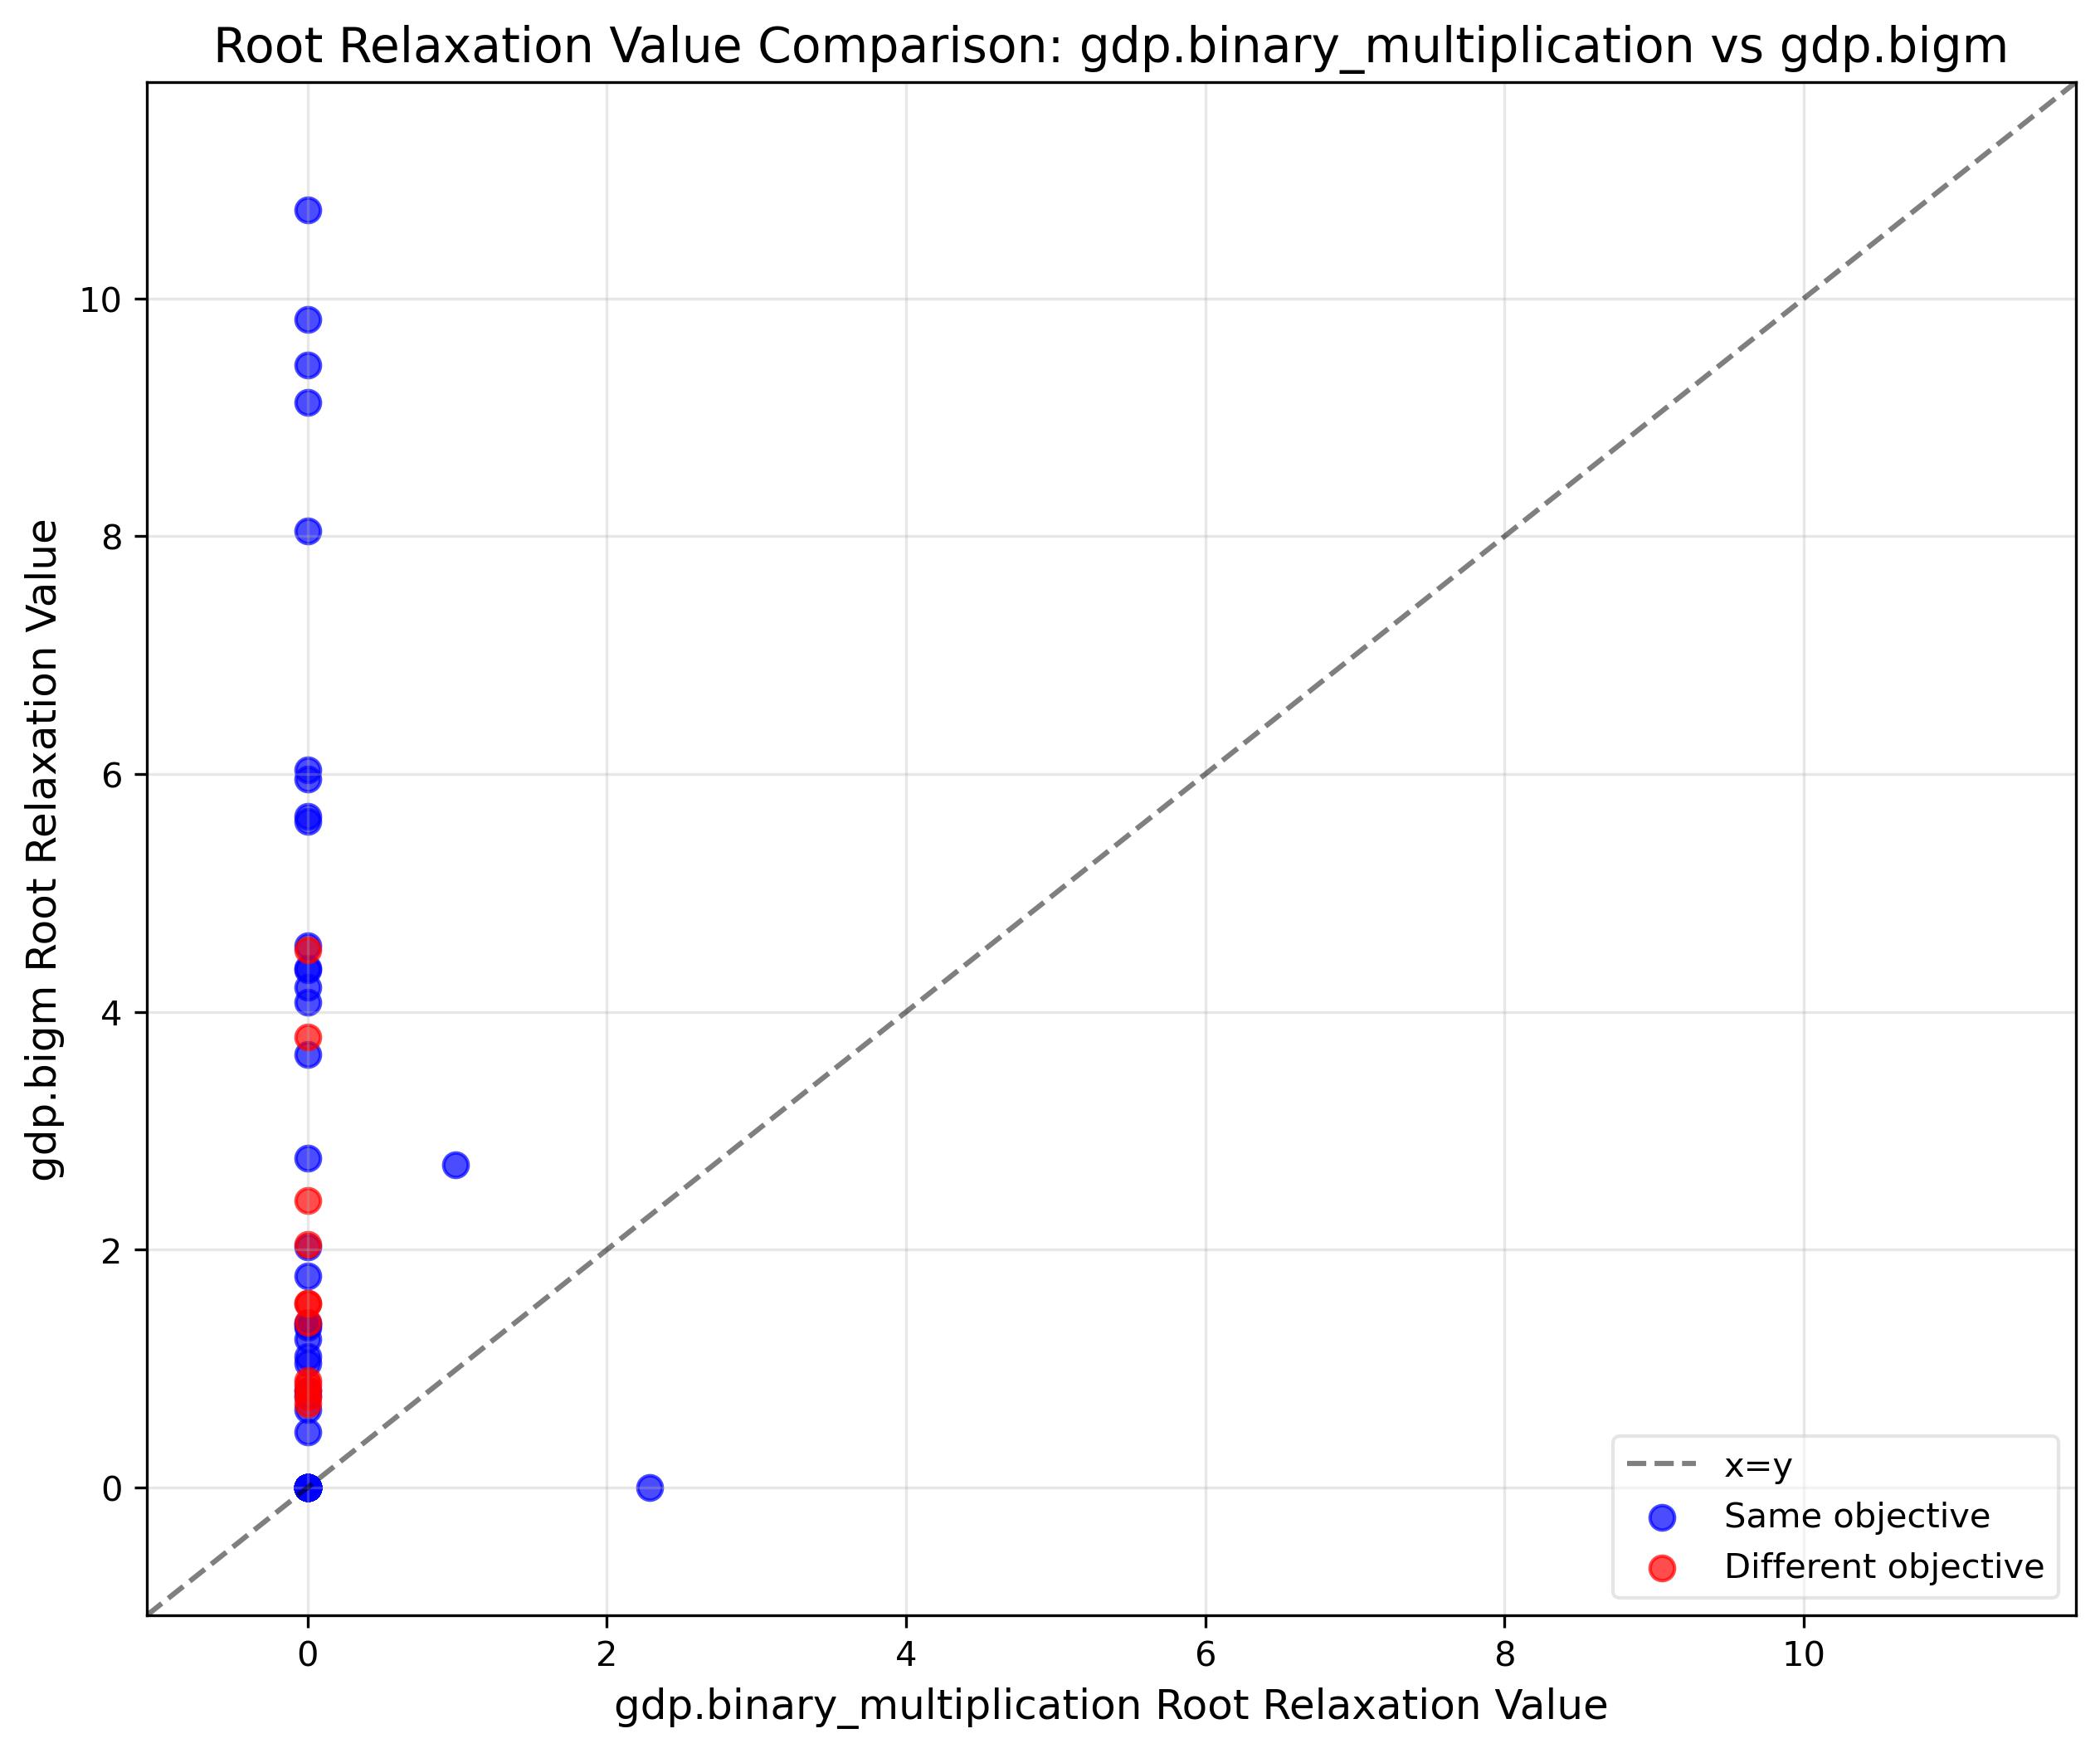 Root Relaxation Value Comparison: gdp.binary_multiplication vs gdp.bigm
gdp.bigm Root Relaxation Value
10
8
6
4
2
0
x=y
Same objective
Different objective
0 2 4 6 8 10
gdp.binary_multiplication Root Relaxation Value